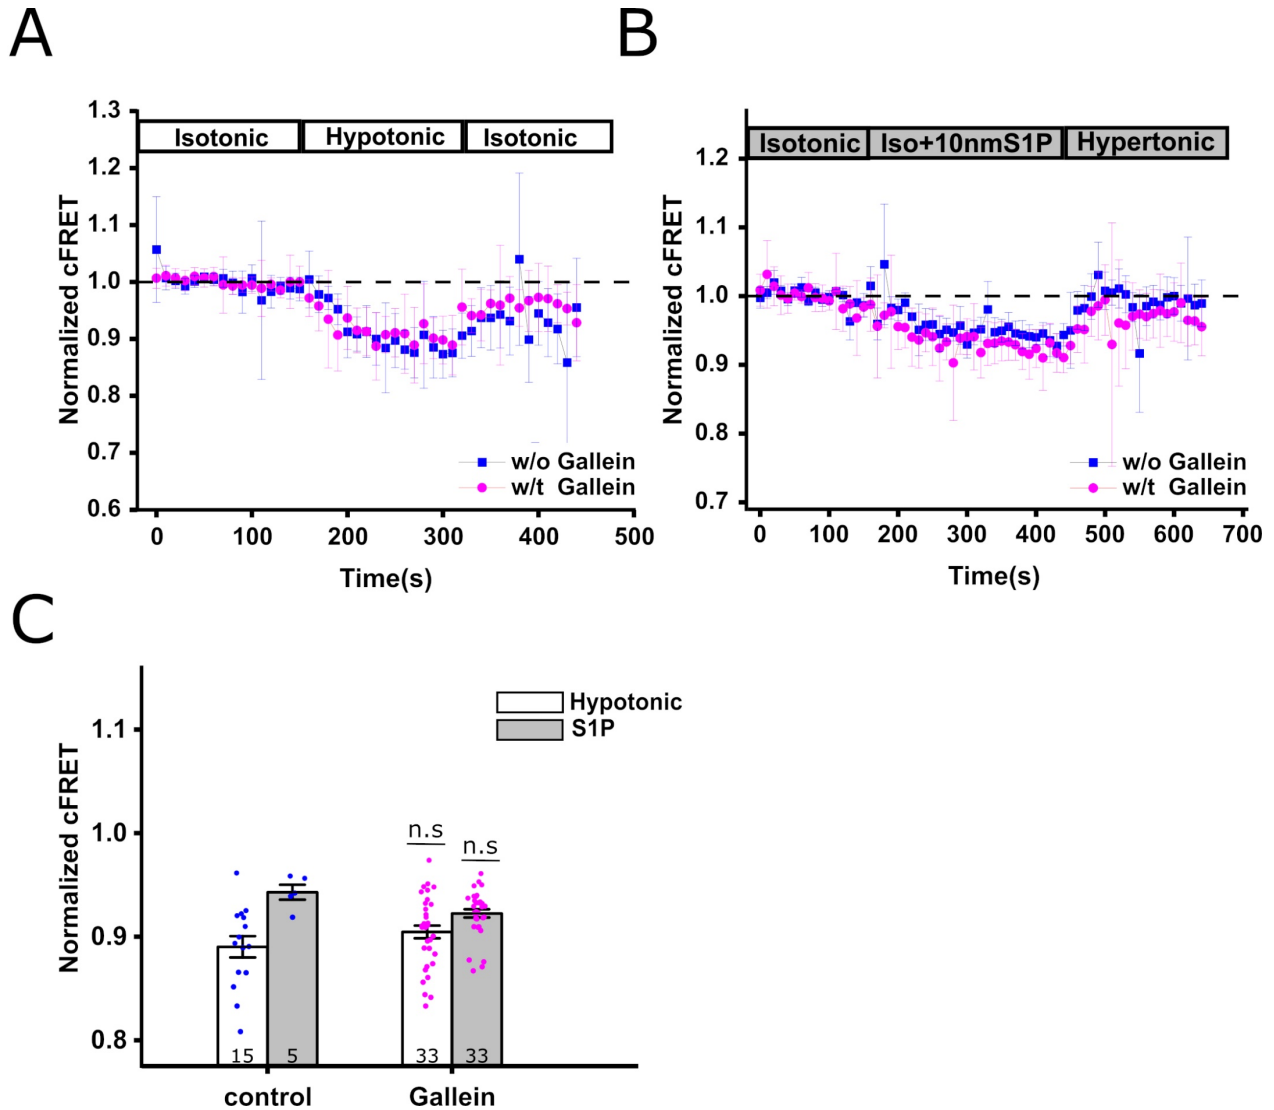 A
B
1.3
1.2
1.1
1.0
0.9
0.8
0.7
0.6
Normalized cFRET
Isotonic Hypotonic Isotonic
w/o Gallein
w/t Gallein
0 100 200 300 400 500
Time(s)
1.2
1.1
1.0
0.9
0.8
0.7
Normalized cFRET
Isotonic Iso+10nmS1P Hypertonic
w/o Gallein
w/t Gallein
0 100 200 300 400 500 600 700
Time(s)
C
1.1
1.0
0.9
0.8
Normalized cFRET
Hypotonic
S1P
n.s
n.s
15 5 33 33
control Gallein